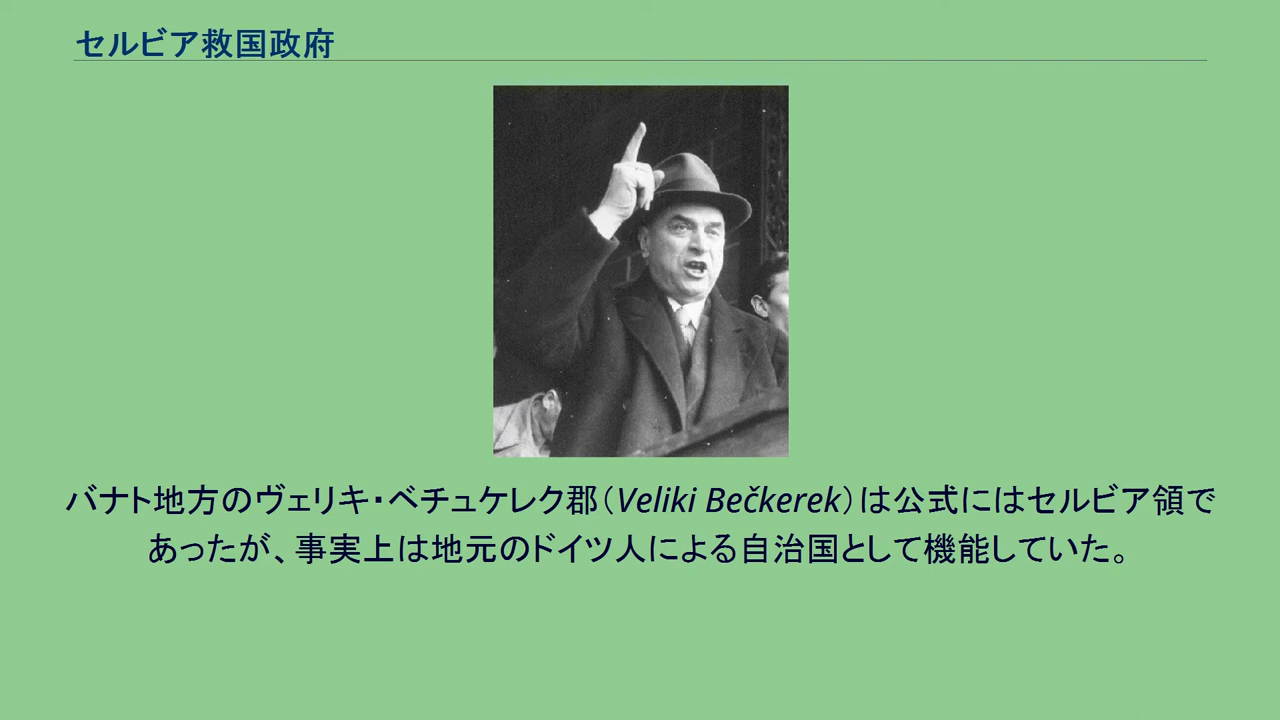 セルビア救国政府
バナト地方のヴェリキ・ベチュケレク郡（Veliki Bečkerek）は公式にはセルビア領で
あったが、事実上は地元のドイツ人による自治国として機能していた。